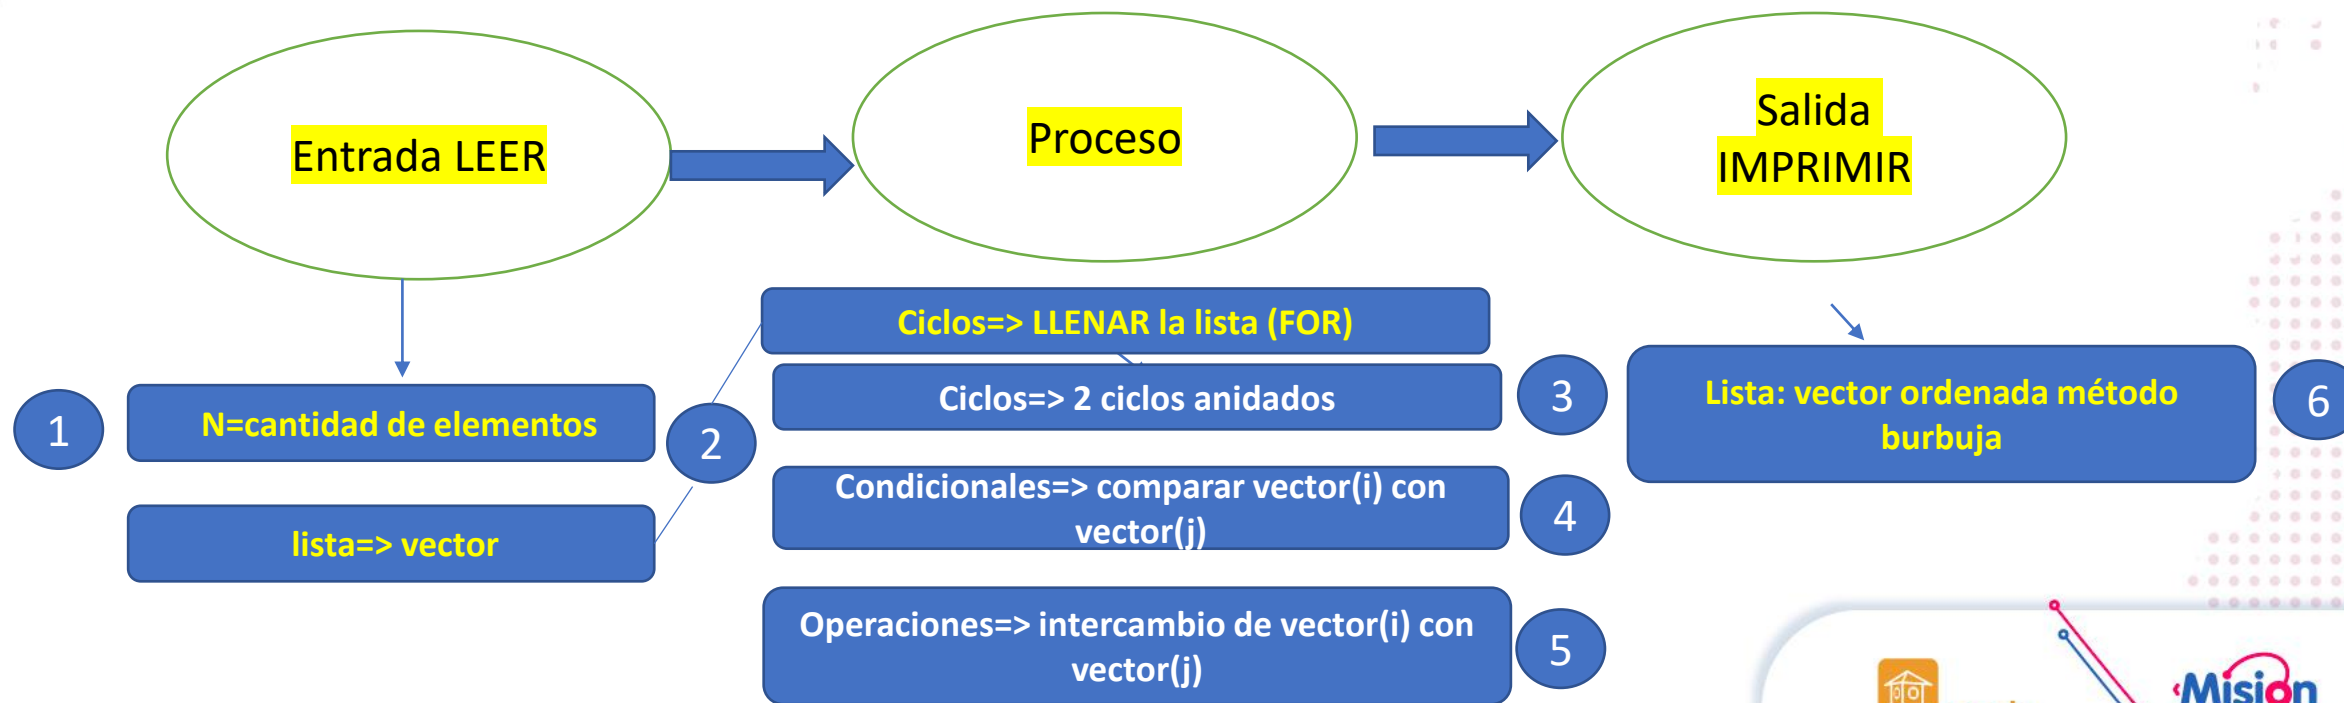 Entrada LEER
Proceso
Salida
IMPRIMIR
Ciclos=> LLENAR la lista (FOR)
1
N=cantidad de elementos
2
Ciclos=> 2 ciclos anidados
3
Lista: vector ordenada método
burbuja
6
lista=> vector
Condicionales=> comparar vector(i) con
vector(j)
4
Operaciones=> intercambio de vector(i) con
vector(j)
5
Misión